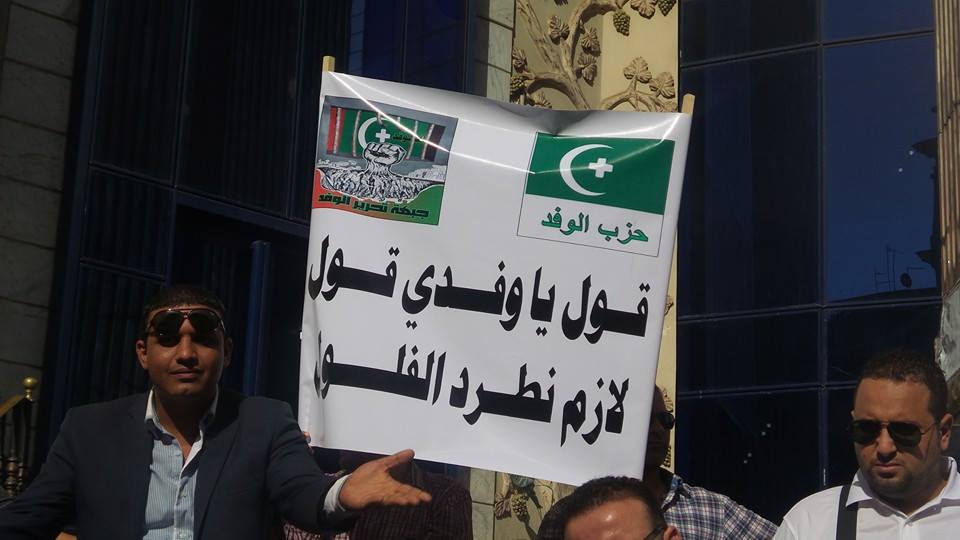 حزب الوفد
جبهة تحرير الوفد
قول يا وفدي قول
لازم نطرد الفلول